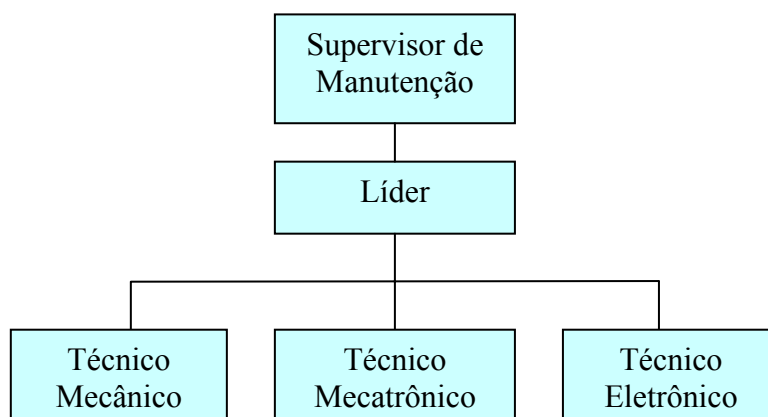 Supervisor de
Manutenção
Líder
Técnico
Mecânico
Técnico
Mecatrônico
Técnico
Eletrônico